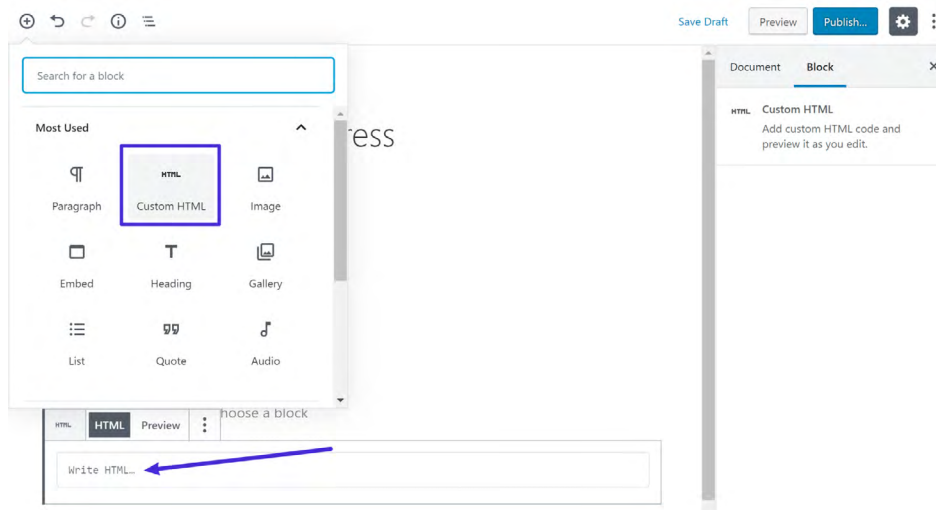 Save Draft
Preview
Publish...
Search for a block
Most Used
ress
HTML
Paragraph
Custom HTML
Image
Embed
Heading
Gallery
List
Quote
Audio
hoose a block
HTML
HTML
Preview
Write HTML…
Document
Block
HTML
Custom HTML
Add custom HTML code and
preview it as you edit.